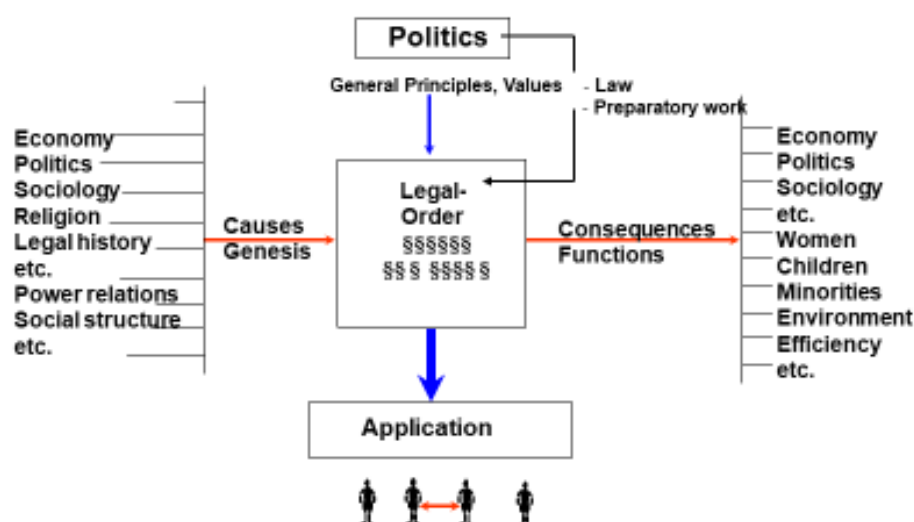 Politics
General Principles, Values
- Law
- Preparatory work
Economy
Politics
Sociology
Religion
Legal history
etc.
Power relations
Social structure
etc.
Causes
Genesis
Legal-
Order
§§§§§§
§§ § §§§§§
Consequences
Functions
Economy
Politics
Sociology
etc.
Women
Children
Minorities
Environment
Efficiency
etc.
Application